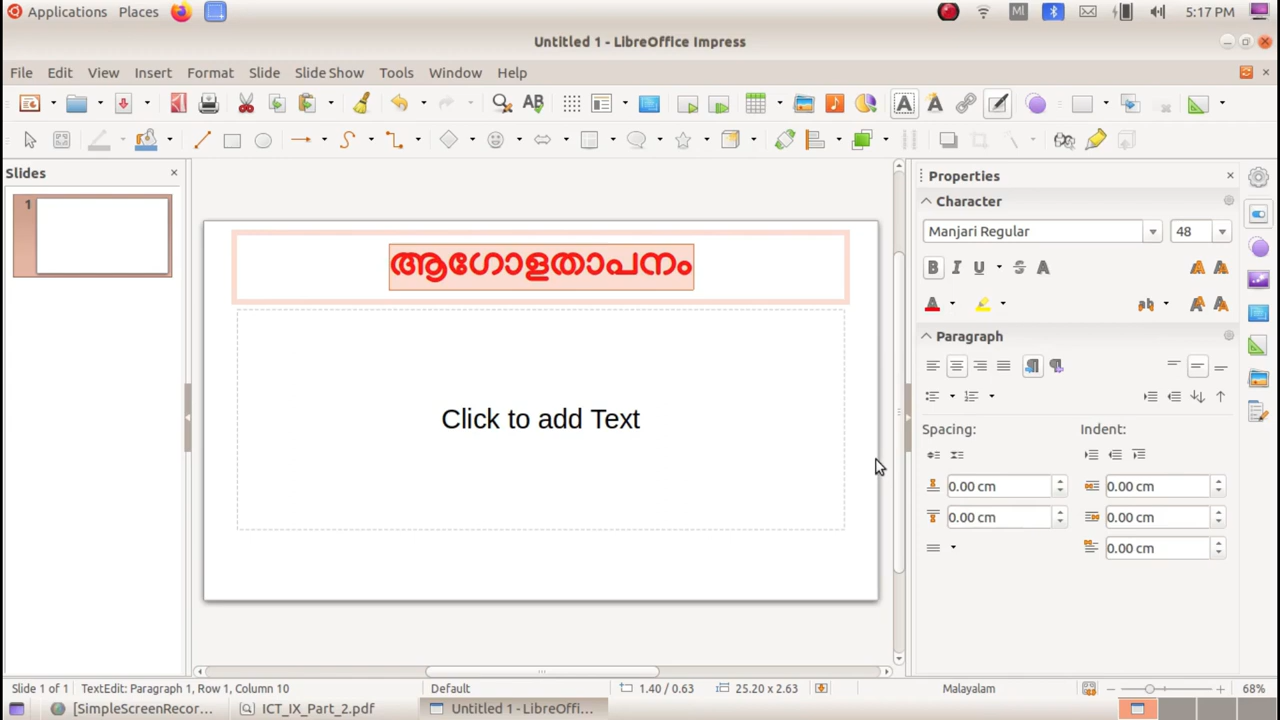 Applications Places MI 5:17 PM
Untitled 1 - LibreOffice Impress
File Edit View Insert Format Slide Slide Show Tools Window Help
Slides
1
ആഗോളതാപനം
Click to add Text
Properties
Character
Manjari Regular 48
Paragraph
Spacing: Indent:
0.00 cm 0.00 cm
0.00 cm 0.00 cm
0.00 cm
Slide 1 of 1 TextEdit: Paragraph 1, Row 1, Column 10 Default 1.40 / 0.63 25.20 x 2.63 Malayalam 68%
[SimpleScreenRecor... ICT_IX_Part_2.pdf Untitled 1 - LibreOffi...